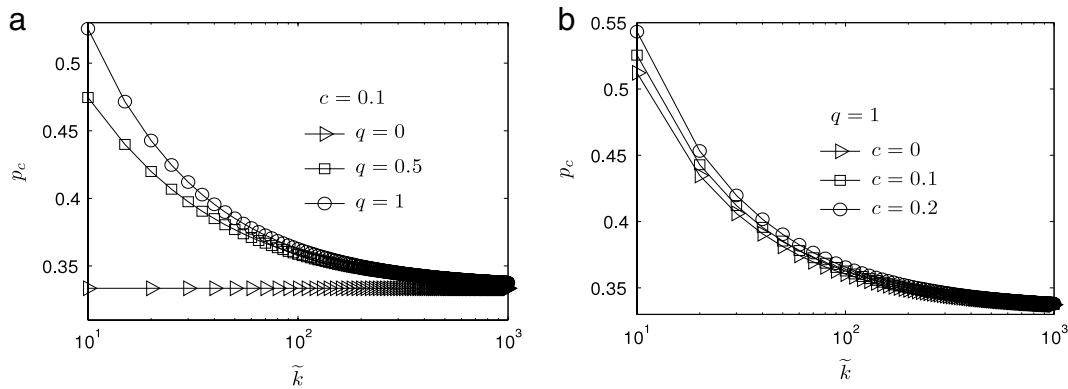 a
0.5
0.45
0.4
0.35
p_c
c = 0.1
q = 0
q = 0.5
q = 1
10^1
10^2
10^3
\widetilde{k}
b
0.55
0.5
0.45
0.4
0.35
p_c
q = 1
c = 0
c = 0.1
c = 0.2
10^1
10^2
10^3
\widetilde{k}